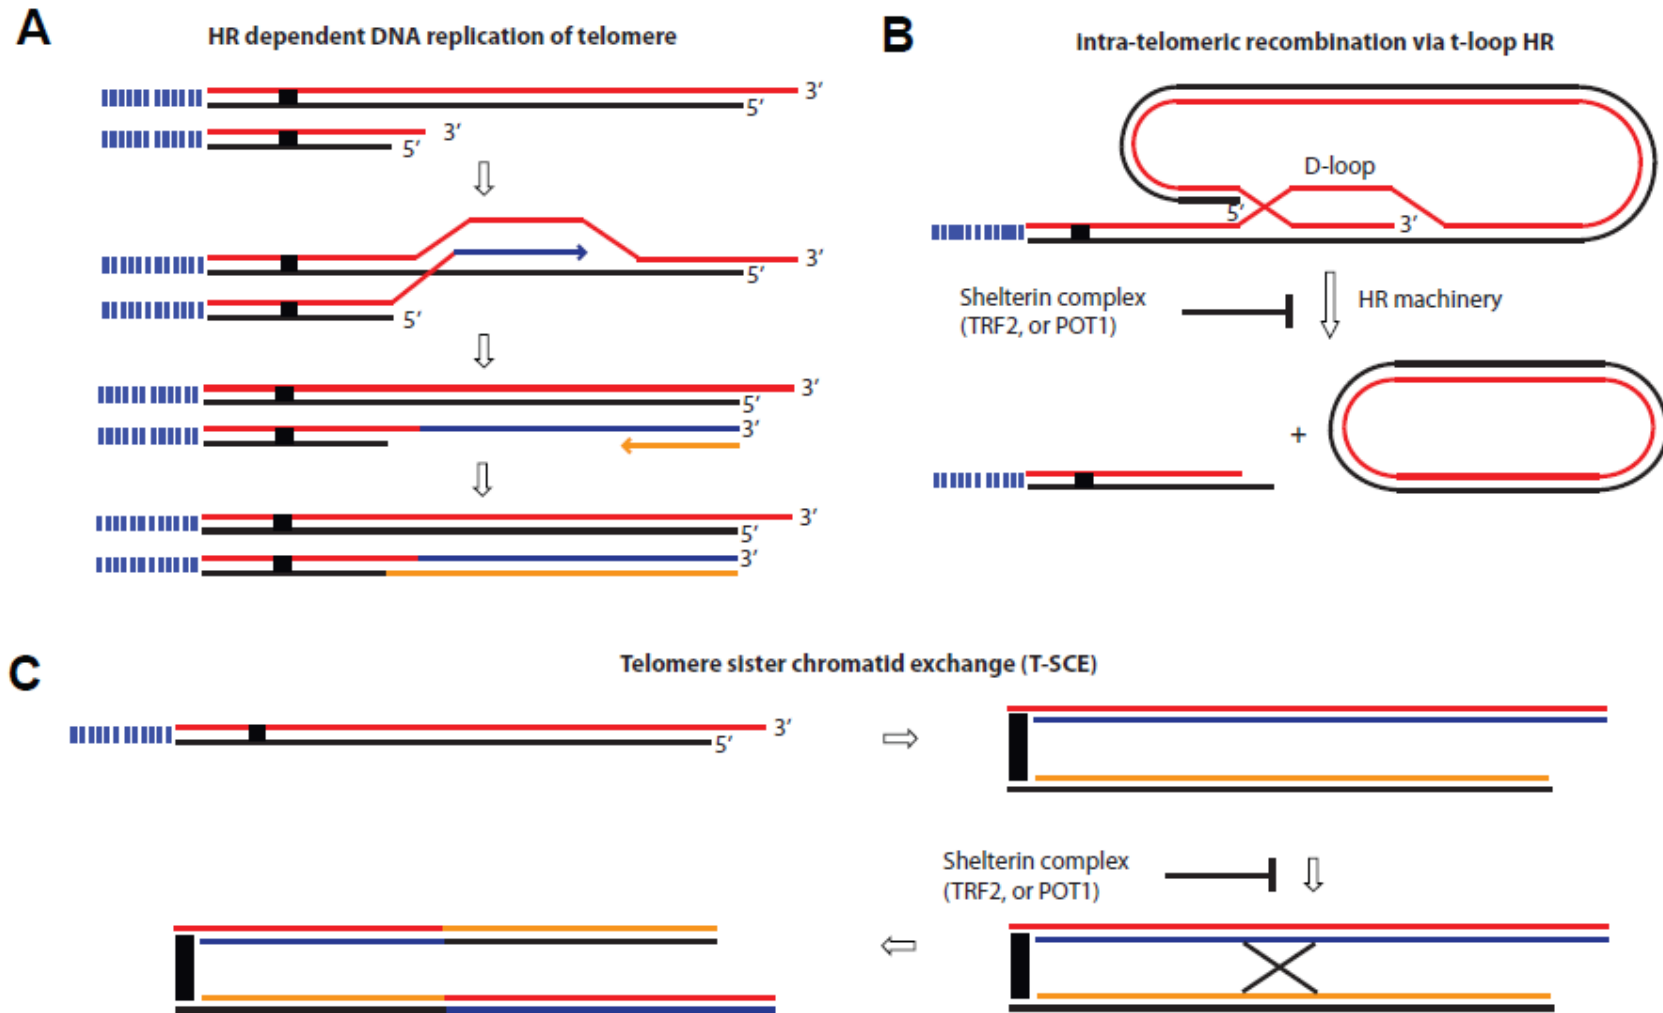 A
HR dependent DNA replication of telomere
3′
5′
3′
5′
3′
5′
5′
3′
5′
3′
3′
5′
3′
B
Intra-telomeric recombination via t-loop HR
D-loop
5′
3′
Shelterin complex
(TRF2, or POT1)
HR machinery
+
C
Telomere sister chromatid exchange (T-SCE)
3′
5′
Shelterin complex
(TRF2, or POT1)